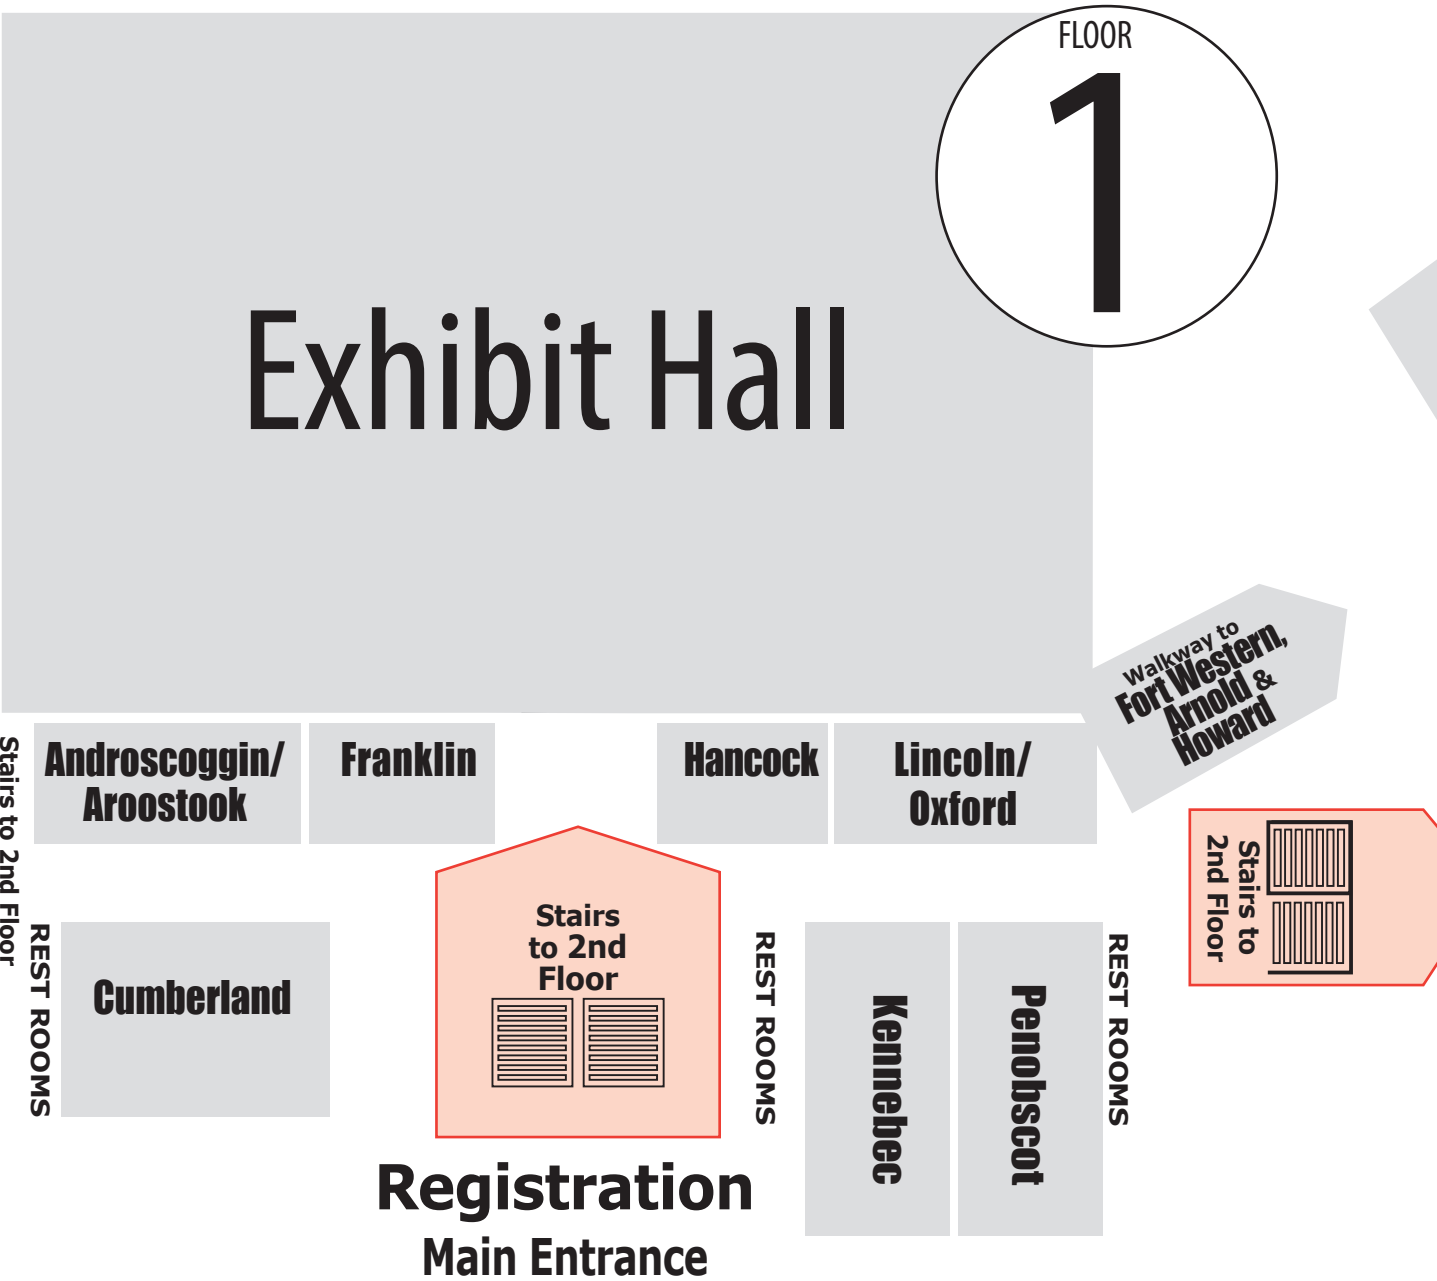 FLOOR
1
Exhibit Hall
Walkway to
Fort Western,
Arnold &
Howard
Androscoggin/
Aroostook
Franklin
Hancock
Lincoln/
Oxford
Stairs to 2nd Floor
REST ROOMS
Cumberland
Stairs
to 2nd
Floor
REST ROOMS
Kennebec
Penobscot
REST ROOMS
Stairs to
2nd Floor
Registration
Main Entrance